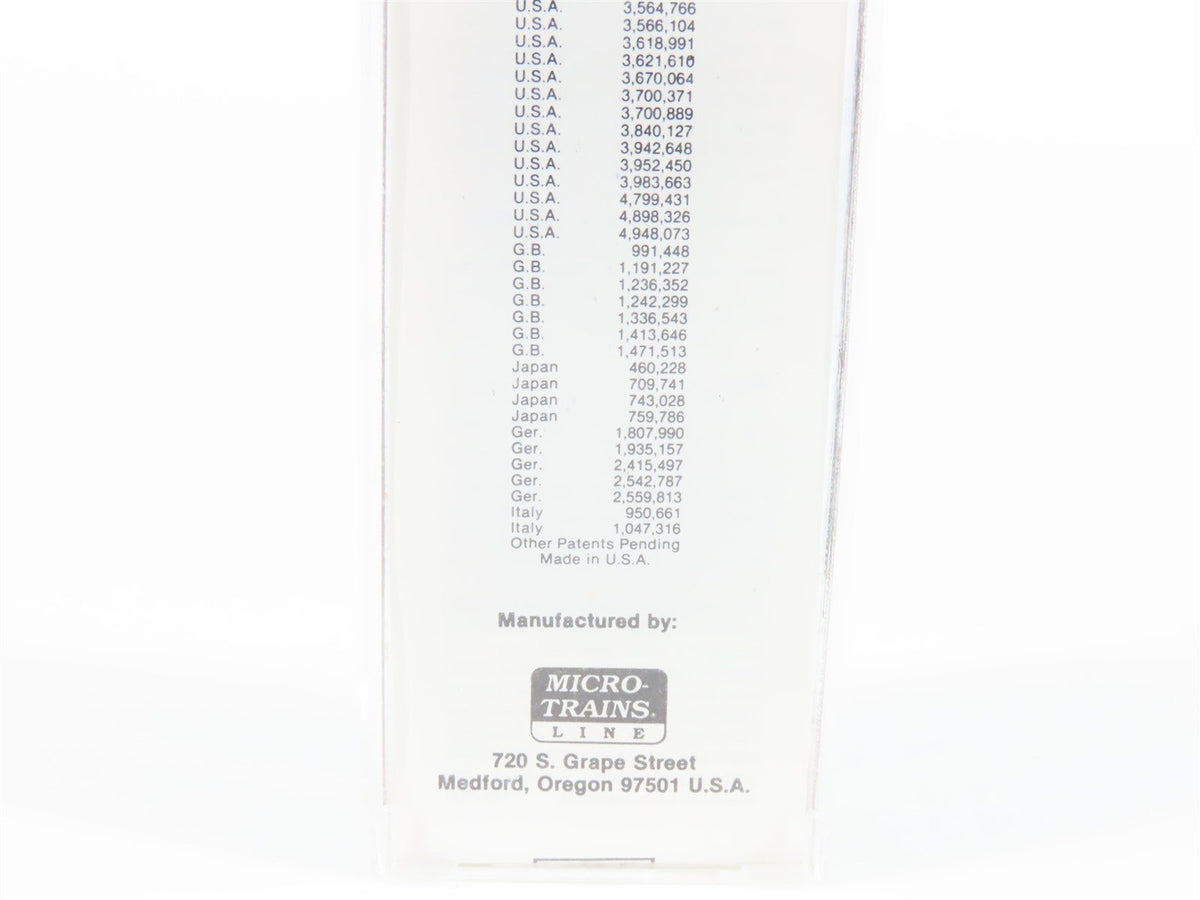 U.S.A. 3,564,766
U.S.A. 3,566,104
U.S.A. 3,618,991
U.S.A. 3,621,610
U.S.A. 3,670,064
U.S.A. 3,700,371
U.S.A. 3,700,889
U.S.A. 3,840,127
U.S.A. 3,942,648
U.S.A. 3,952,450
U.S.A. 3,983,663
U.S.A. 4,799,431
U.S.A. 4,898,326
U.S.A. 4,948,073
G.B. 991,448
G.B. 1,191,227
G.B. 1,236,352
G.B. 1,242,299
G.B. 1,336,543
G.B. 1,413,646
G.B. 1,471,513
Japan 460,228
Japan 709,741
Japan 743,028
Japan 759,786
Ger. 1,807,990
Ger. 1,935,157
Ger. 2,415,497
Ger. 2,542,787
Ger. 2,559,813
Italy 950,661
Italy 1,047,316
Other Patents Pending
Made in U.S.A.
Manufactured by:
MICRO-
TRAINS®
LINE
720 S. Grape Street
Medford, Oregon 97501 U.S.A.